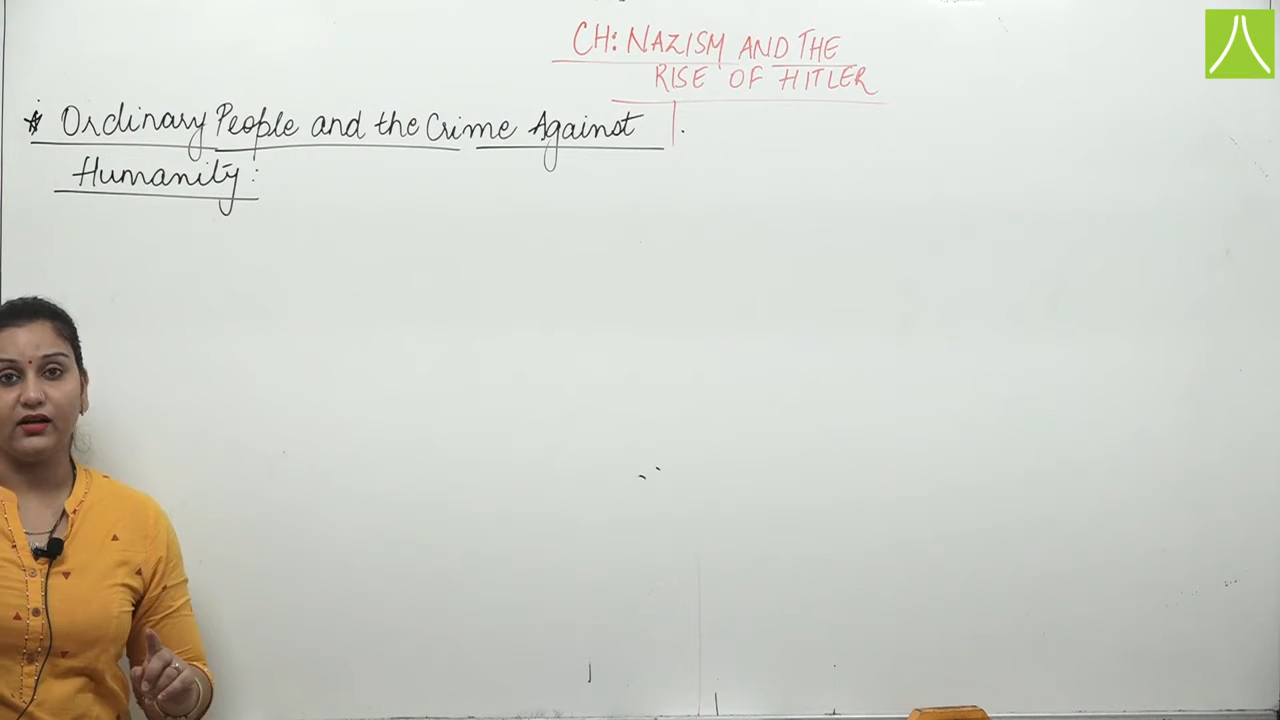 CH: NAZISM AND THE
RISE OF HITLER
* Ordinary People and the Crime Against
Humanity: